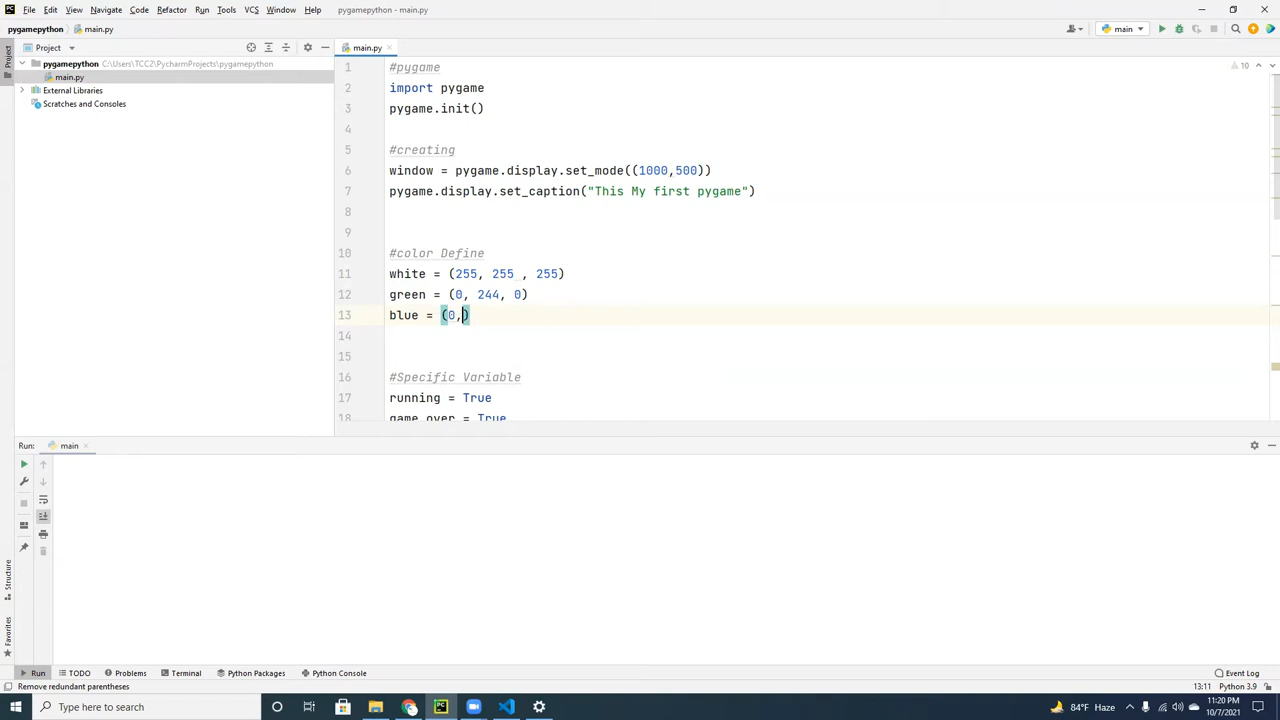 File Edit View Navigate Code Refactor Run Tools VCS Window Help pygamepython - main.py
pygamepython main.py main
Project main.py
pygamepython C:\Users\TCC2\PycharmProjects\pygamepython
main.py
External Libraries
Scratches and Consoles
10
1 #pygame
2 import pygame
3 pygame.init()
4
5 #creating
6 window = pygame.display.set_mode((1000,500))
7 pygame.display.set_caption("This My first pygame")
8
9
10 #color Define
11 white = (255, 255 , 255)
12 green = (0, 244, 0)
13 blue = (0,)
14
15
16 #Specific Variable
17 running = True
18 game_over = True
Project
Structure
Favorites
Run: main
Run TODO Problems Terminal Python Packages Python Console Event Log
Remove redundant parentheses 13:11 Python 3.9
Type here to search 84°F Haze 11:20 PM
10/7/2021